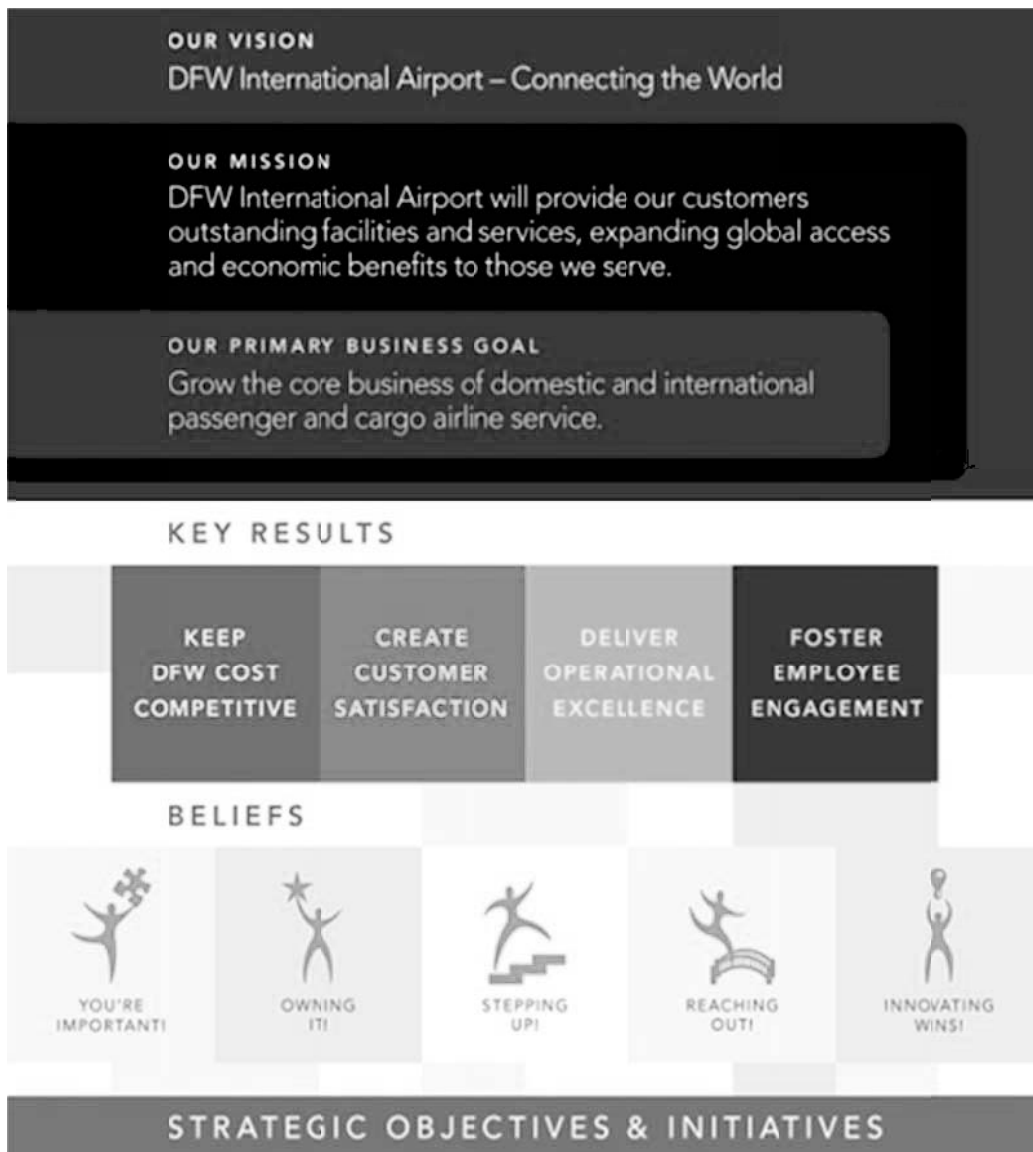 OUR VISION
DFW International Airport – Connecting the World
OUR MISSION
DFW International Airport will provide our customers
outstanding facilities and services, expanding global access
and economic benefits to those we serve.
OUR PRIMARY BUSINESS GOAL
Grow the core business of domestic and international
passenger and cargo airline service.
KEY RESULTS
KEEP
DFW COST
COMPETITIVE
CREATE
CUSTOMER
SATISFACTION
DELIVER
OPERATIONAL
EXCELLENCE
FOSTER
EMPLOYEE
ENGAGEMENT
BELIEFS
YOU'RE
IMPORTANT!
OWNING
IT!
STEPPING
UP!
REACHING
OUT!
INNOVATING
WINS!
STRATEGIC OBJECTIVES & INITIATIVES